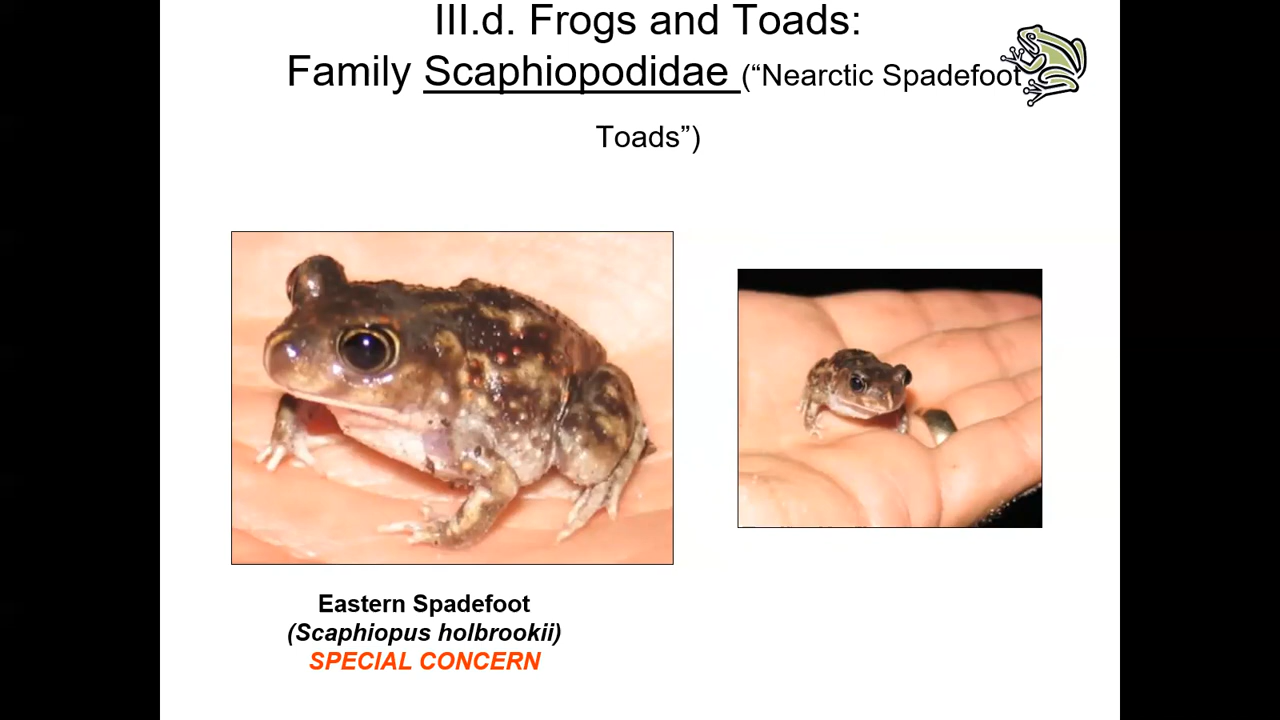 III.d. Frogs and Toads:
Family Scaphiopodidae (“Nearctic Spadefoot
Toads”)
Eastern Spadefoot
(Scaphiopus holbrookii)
SPECIAL CONCERN